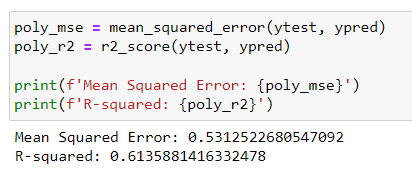 poly_mse = mean_squared_error(ytest, ypred)
poly_r2 = r2_score(ytest, ypred)
print(f'Mean Squared Error: {poly_mse}')
print(f'R-squared: {poly_r2}')
Mean Squared Error: 0.5312522680547092
R-squared: 0.6135881416332478